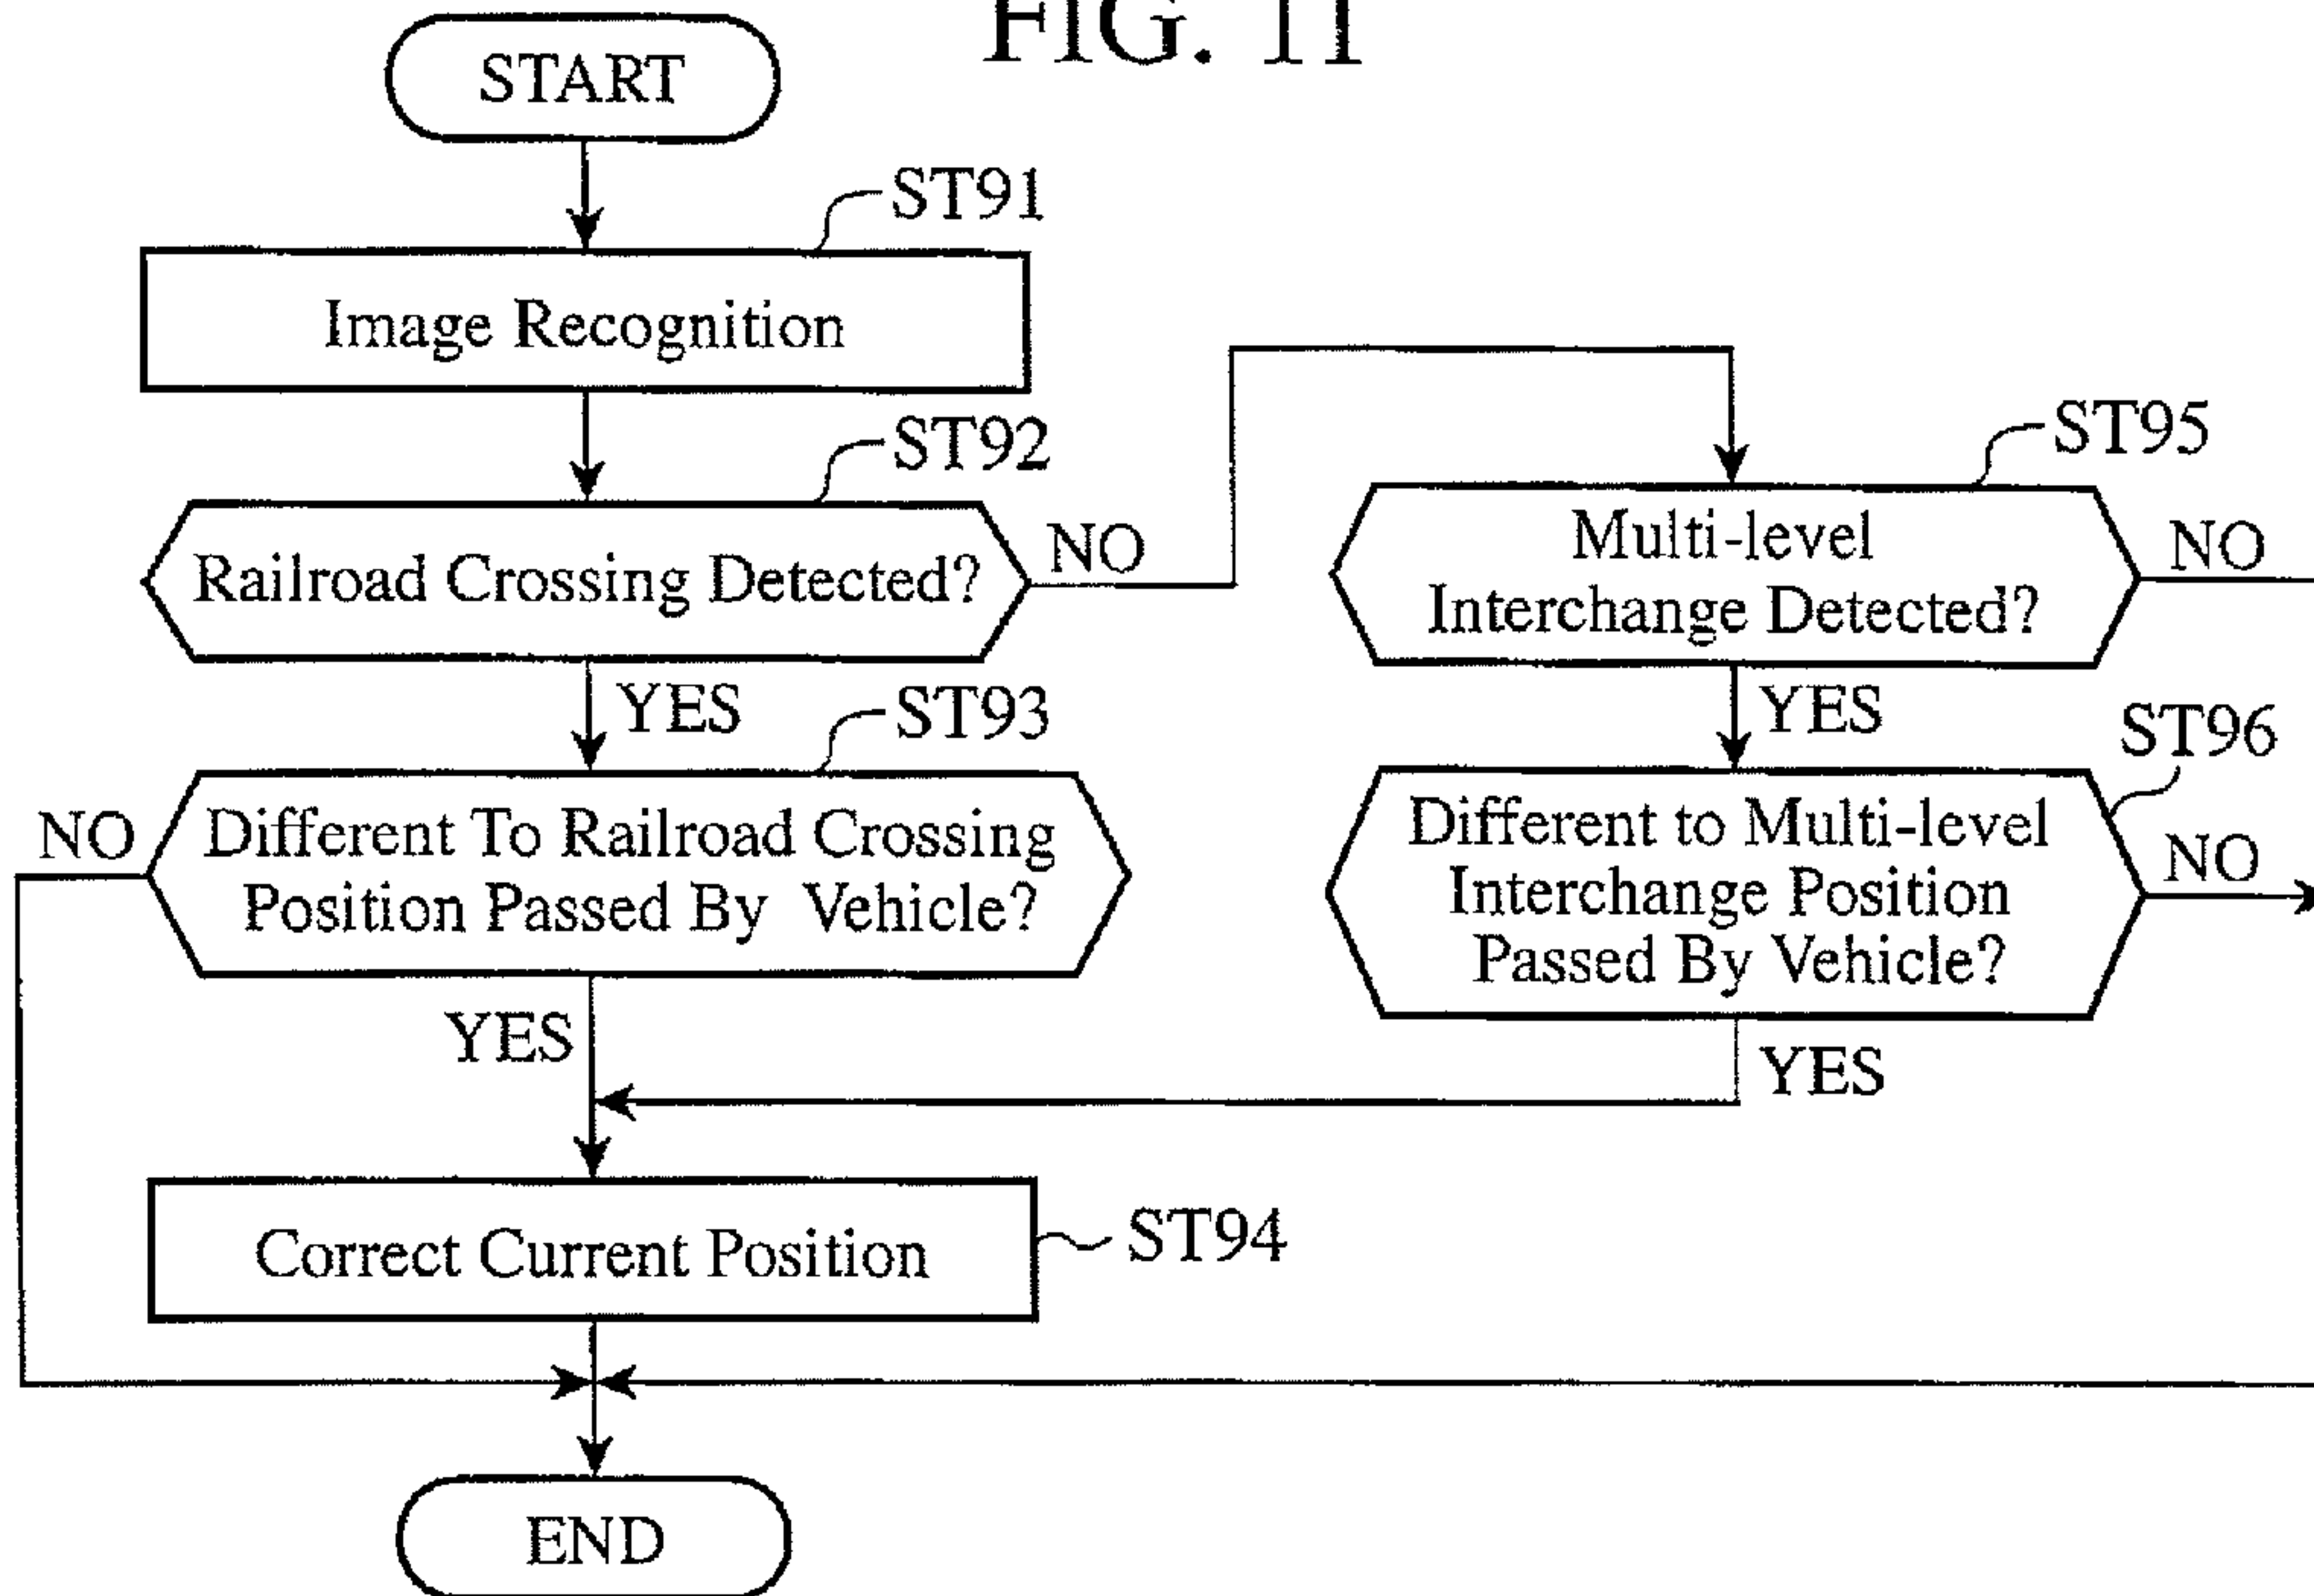 FIG. 11
START
ST91
Image Recognition
ST92
Railroad Crossing Detected?
NO
ST95
Multi-level
Interchange Detected?
NO
YES
ST93
YES
ST96
NO
Different To Railroad Crossing
Position Passed By Vehicle?
Different to Multi-level
Interchange Position
Passed By Vehicle?
NO
YES
YES
Correct Current Position
ST94
END